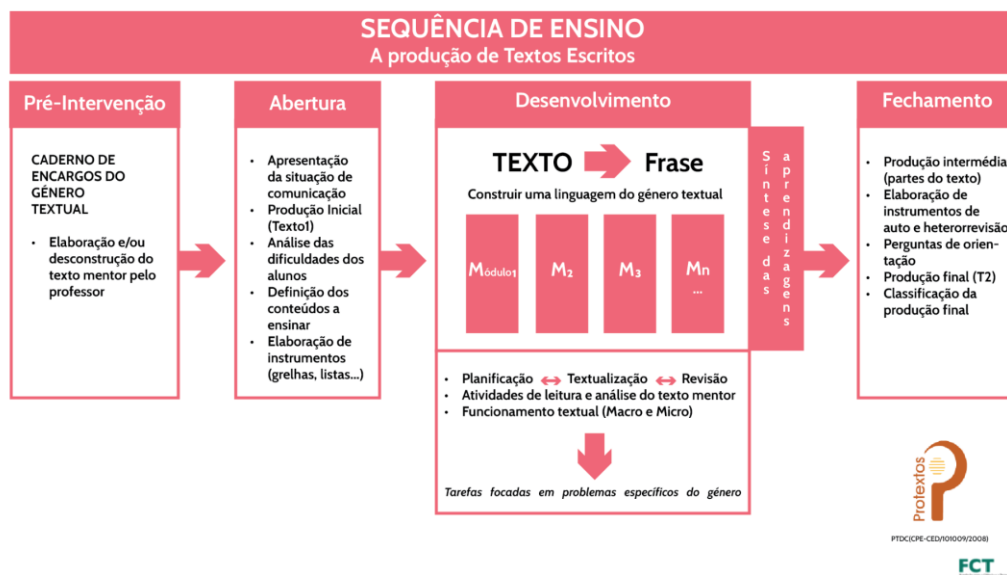 SEQUÊNCIA DE ENSINO
A produção de Textos Escritos
Pré-Intervenção
CADERNO DE
ENCARGOS DO
GÉNERO
TEXTUAL
• Elaboração e/ou
desconstrução do
texto mentor pelo
professor
Abertura
• Apresentação
da situação de
comunicação
• Produção Inicial
(Texto1)
• Análise das
dificuldades dos
alunos
• Definição dos
conteúdos a
ensinar
• Elaboração de
instrumentos
(grelhas, listas...)
Desenvolvimento
TEXTO Frase
Construir uma linguagem do género textual
Módulo1 M2 M3 Mn
...
Síntese das
aprendizagens
• Planificação ↔ Textualização ↔ Revisão
• Atividades de leitura e análise do texto mentor
• Funcionamento textual (Macro e Micro)
Tarefas focadas em problemas específicos do género
Fechamento
• Produção intermédia
(partes do texto)
• Elaboração de
instrumentos de
auto e heterorrevisão
• Perguntas de orien-
tação
• Produção final (T2)
• Classificação da
produção final
Protextos
PTDC(CPE-CED/101009/2008)
FCT